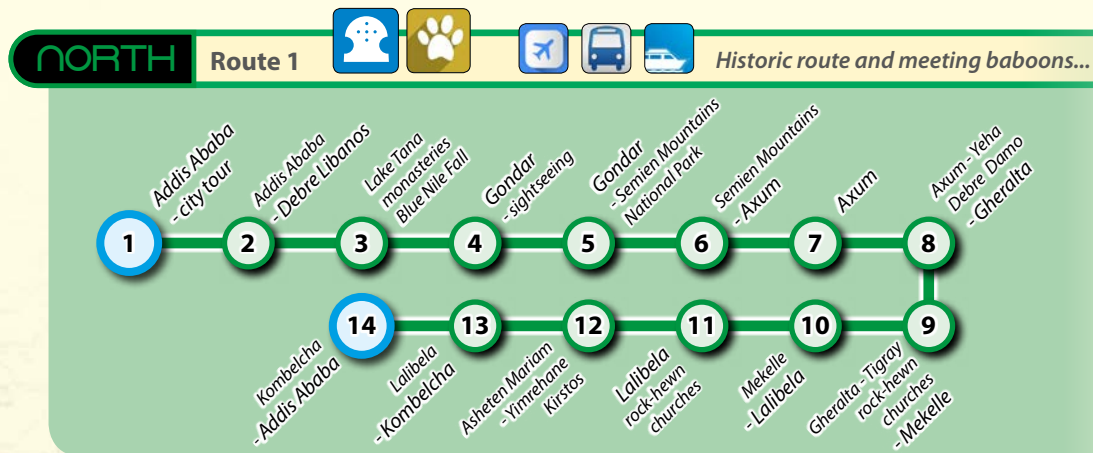 NORTH
Route 1
Historic route and meeting baboons...
Addis Ababa
- city tour
Addis Ababa
- Debre Libanos
Lake Tana
monasteries
Blue Nile Fall
Gondar
- sightseeing
Gondar
- Semien Mountains
National Park
Semien Mountains
- Axum
Axum
Axum - Yeha
Debre Damo
- Gheralta
1
2
3
4
5
6
7
8
14
13
12
11
10
9
Kombelcha
- Addis Ababa
Lalibela
- Kombelcha
Asheten Mariam
- Yimrehane
Kirstos
Lalibela
rock-hewn
churches
Mekelle
- Lalibela
Gheralta - Tigray
rock-hewn
churches
- Mekelle